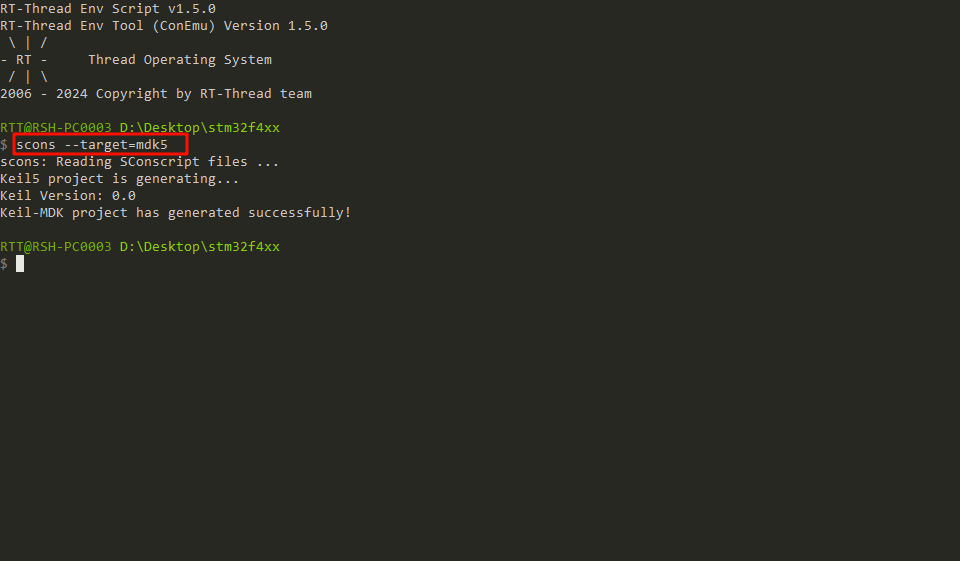 RT-Thread Env Script v1.5.0
RT-Thread Env Tool (ConEmu) Version 1.5.0
 \ | /
- RT -     Thread Operating System
 / | \
2006 - 2024 Copyright by RT-Thread team
RTT@RSH-PC0003 D:\Desktop\stm32f4xx
$ scons --target=mdk5
scons: Reading SConscript files ...
Keil5 project is generating...
Keil Version: 0.0
Keil-MDK project has generated successfully!
RTT@RSH-PC0003 D:\Desktop\stm32f4xx
$